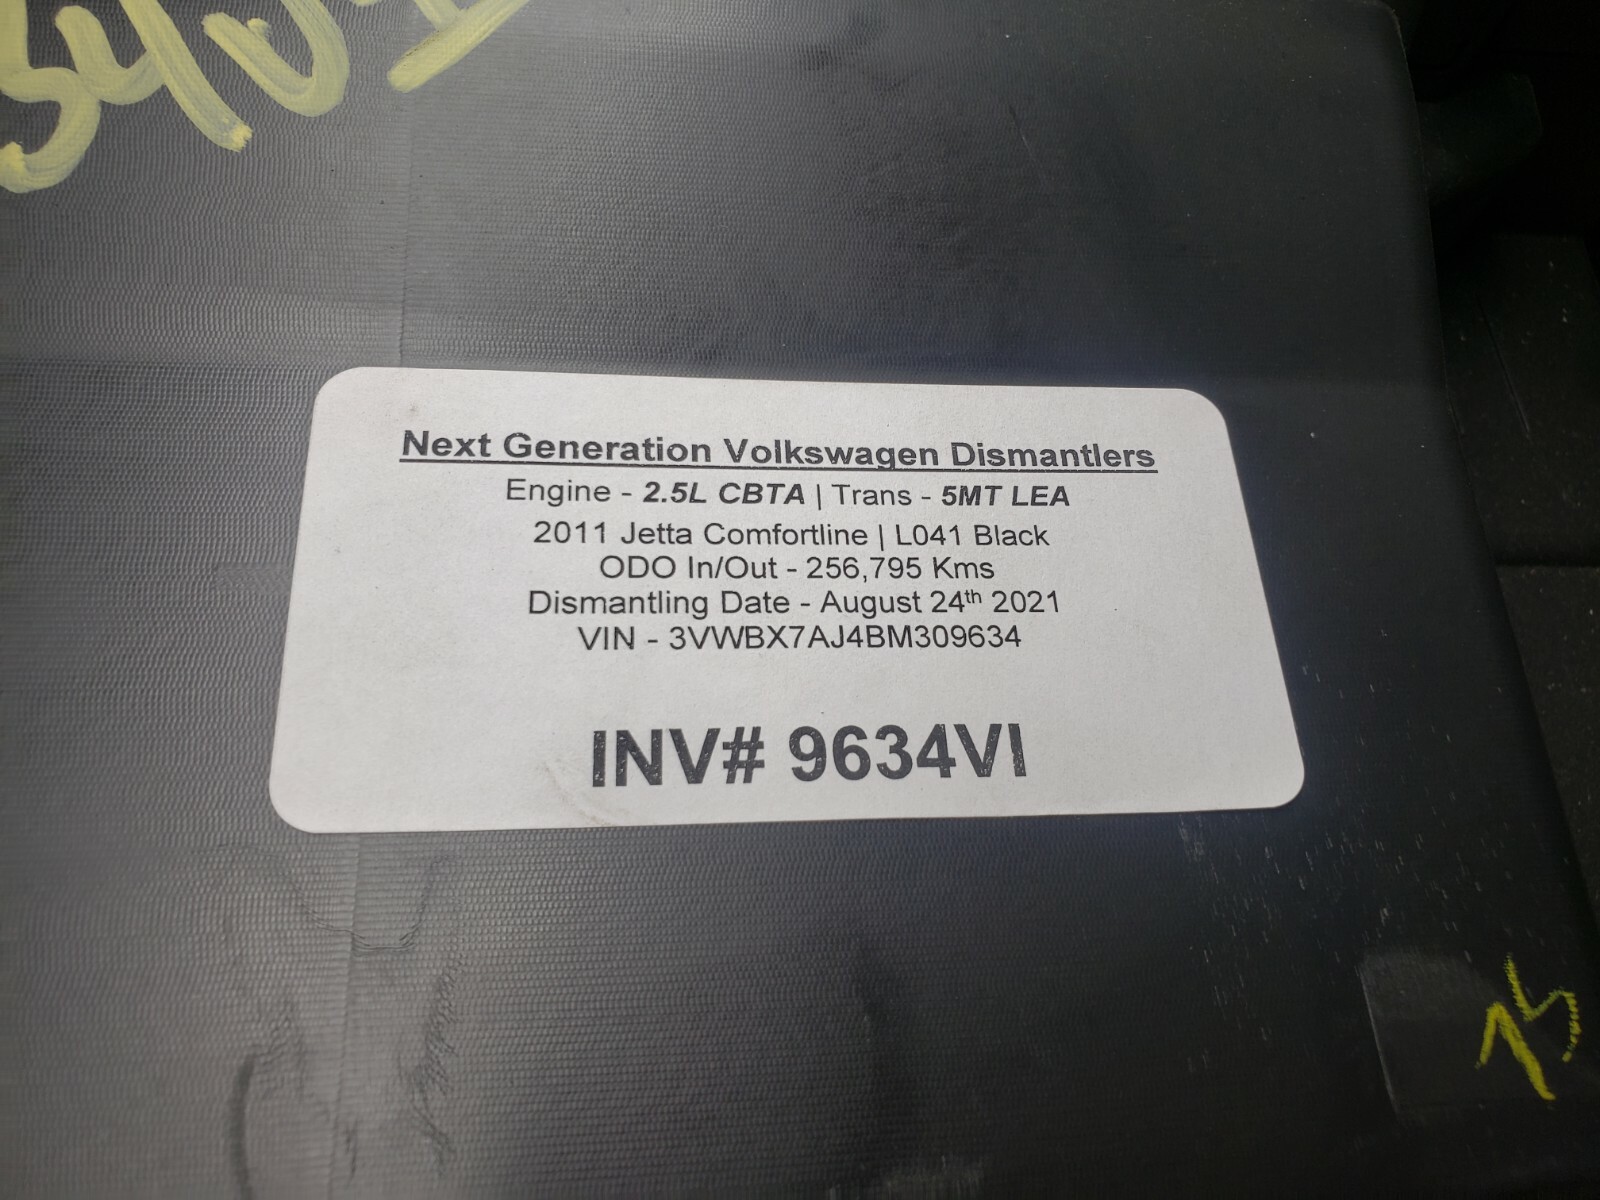 Next Generation Volkswagen Dismantlers
Engine - 2.5L CBTA | Trans - 5MT LEA
2011 Jetta Comfortline | L041 Black
ODO In/Out - 256,795 Kms
Dismantling Date - August 24th 2021
VIN - 3VWBX7AJ4BM309634
INV# 9634VI